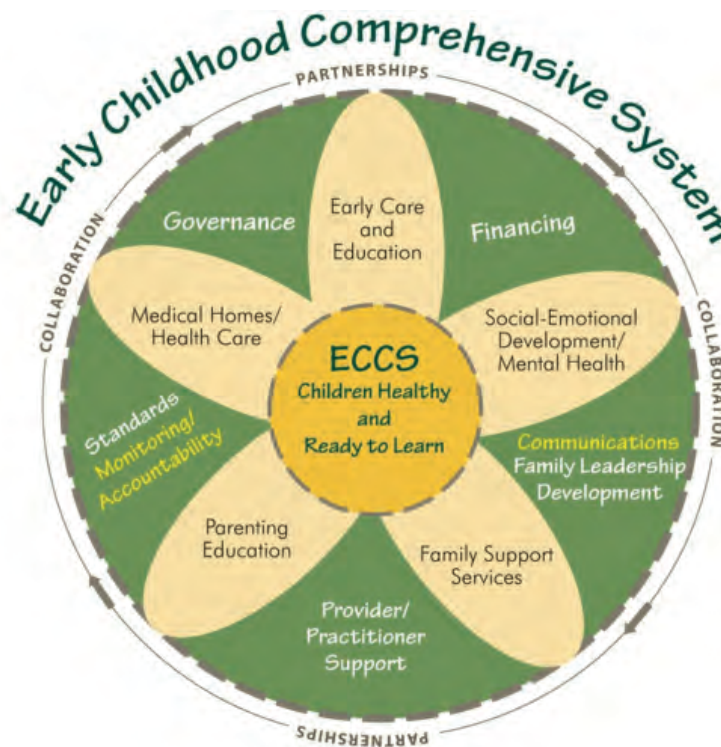 Early Childhood Comprehensive System
PARTNERSHIPS
COLLABORATION
COLLABORATION
PARTNERSHIPS
Governance
Early Care
and
Education
Financing
Medical Homes/
Health Care
Social-Emotional
Development/
Mental Health
ECCS
Children Healthy
and
Ready to Learn
Standards
Monitoring/
Accountability
Communications
Family Leadership
Development
Parenting
Education
Family Support
Services
Provider/
Practitioner
Support